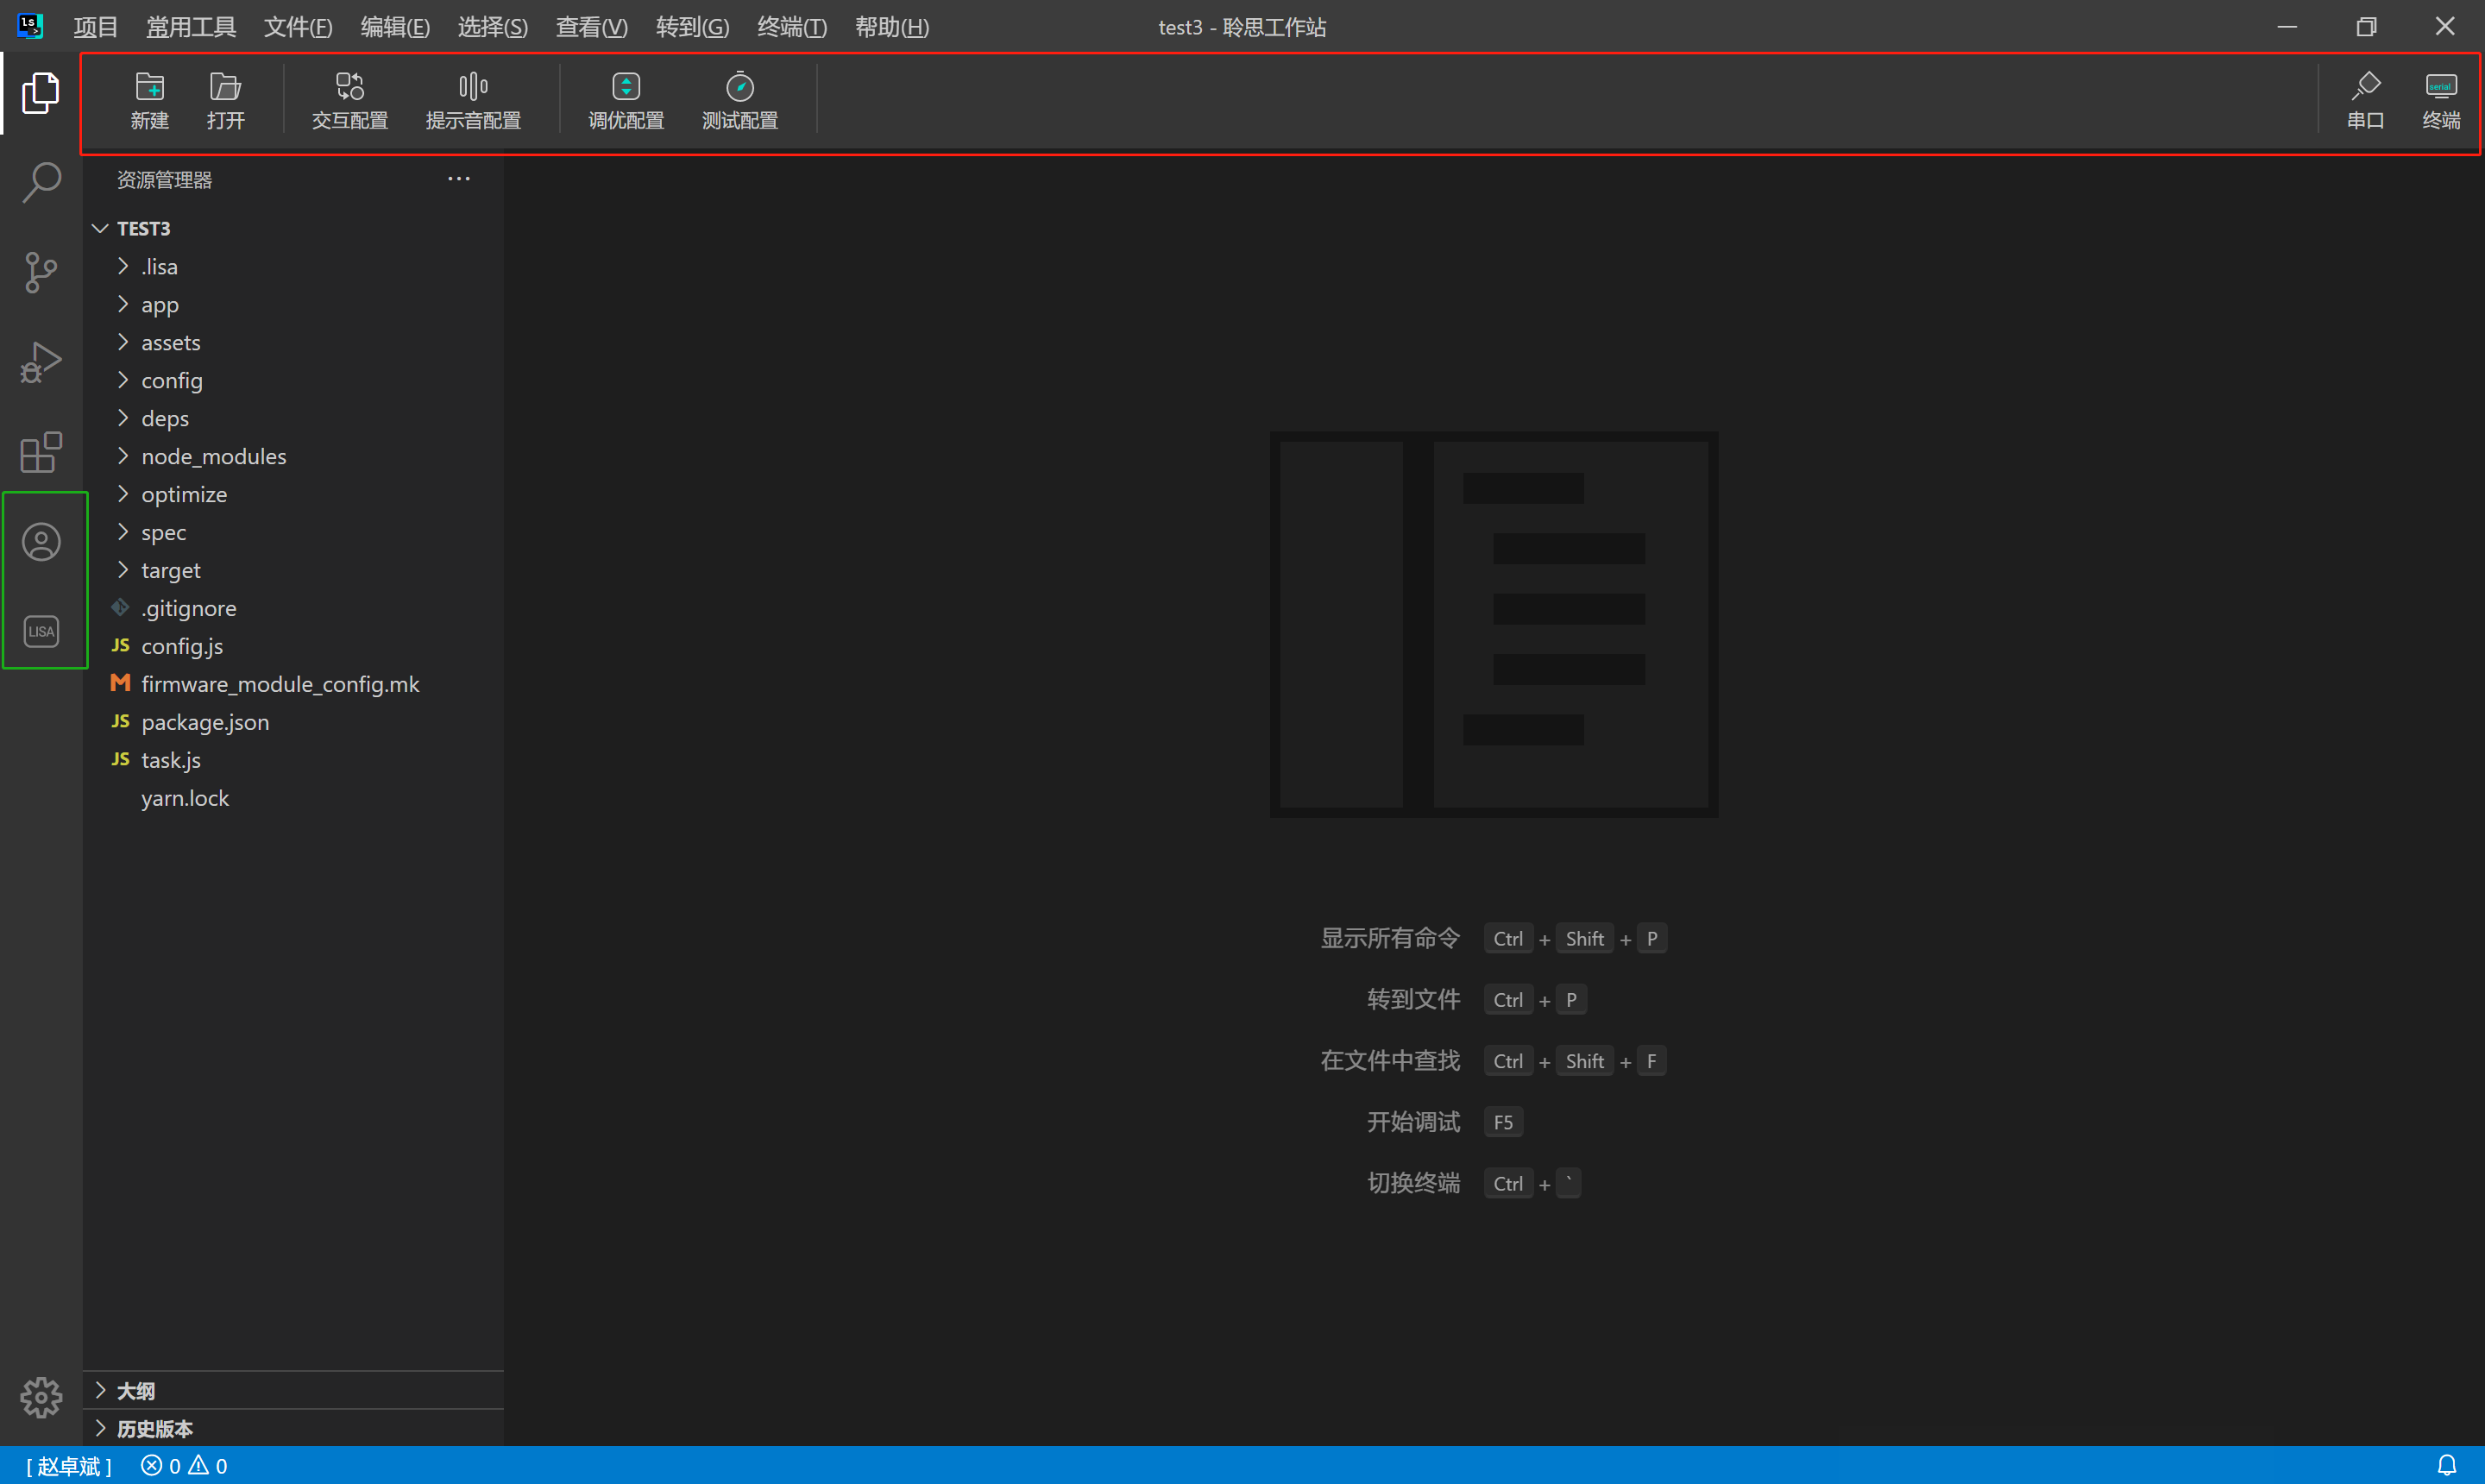 项目 常用工具 文件(F) 编辑(E) 选择(S) 查看(V) 转到(G) 终端(T) 帮助(H) test3 - 聆思工作站
新建 打开 交互配置 提示音配置 调优配置 测试配置 串口 serial 终端
资源管理器 ···
TEST3
.lisa
app
assets
config
deps
node_modules
optimize
spec
target
.gitignore
JS config.js
M firmware_module_config.mk
JS package.json
JS task.js
yarn.lock
LISA
显示所有命令 Ctrl + Shift + P
转到文件 Ctrl + P
在文件中查找 Ctrl + Shift + F
开始调试 F5
切换终端 Ctrl + `
大纲
历史版本
[ 赵卓斌 ] 0 0